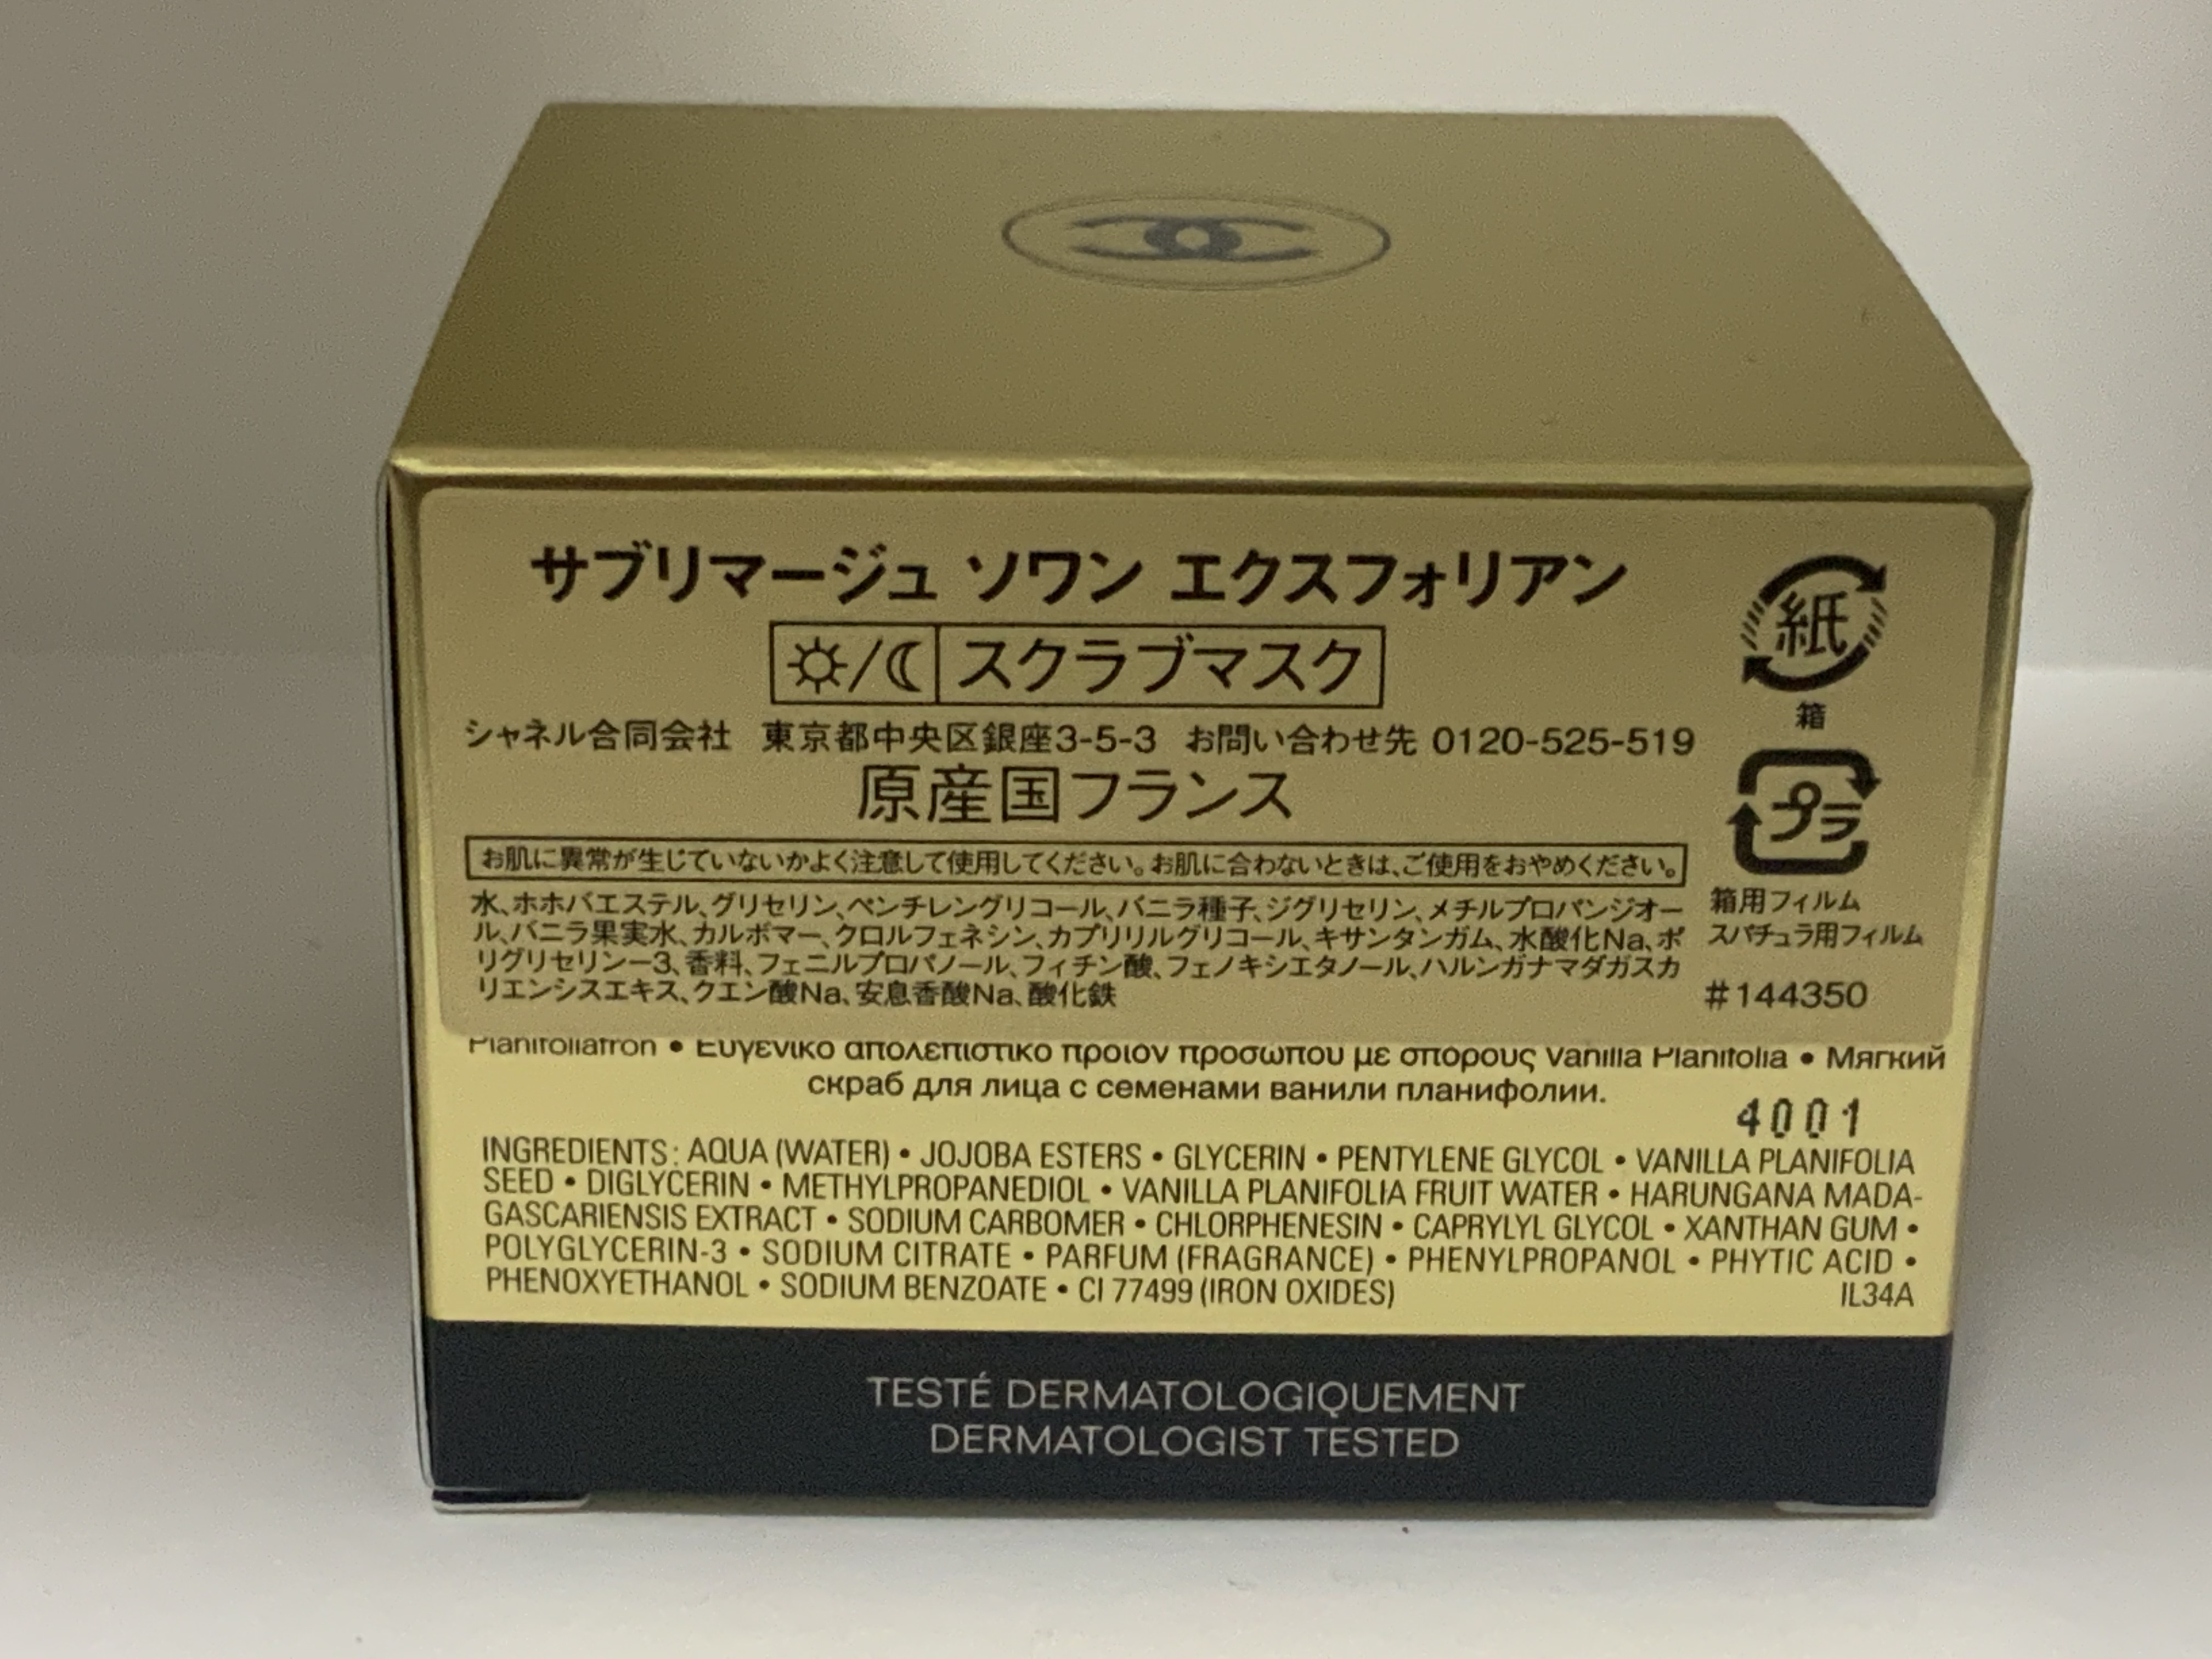 サブリマージュ ソワン エクスフォリアン
/ スクラブマスク
紙
箱
シャネル合同会社 東京都中央区銀座3-5-3 お問い合わせ先 0120-525-519
原産国フランス
プラ
お肌に異常が生じていないかよく注意して使用してください。お肌に合わないときは、ご使用をおやめください。
水、ホホバエステル、グリセリン、ペンチレングリコール、バニラ種子、ジグリセリン、メチルプロパンジオー
ル、バニラ果実水、カルボマー、クロルフェネシン、カプリリルグリコール、キサンタンガム、水酸化Na、ポ
リグリセリンー3、香料、フェニルプロパノール、フィチン酸、フェノキシエタノール、ハルンガナマダガスカ
リエンシスエキス、クエン酸Na、安息香酸Na、酸化鉄
箱用フィルム
スパチュラ用フィルム
#144350
Planifoliafrön • Ευγενικό απολεπιστικό προϊόν προσώπου με σπόρους Vanilla Planifolia • Мягкий
скраб для лица с семенами ванили планифолии.
4001
INGREDIENTS: AQUA (WATER) • JOJOBA ESTERS • GLYCERIN • PENTYLENE GLYCOL • VANILLA PLANIFOLIA
SEED • DIGLYCERIN • METHYLPROPANEDIOL • VANILLA PLANIFOLIA FRUIT WATER • HARUNGANA MADA-
GASCARIENSIS EXTRACT • SODIUM CARBOMER • CHLORPHENESIN • CAPRYLYL GLYCOL • XANTHAN GUM •
POLYGLYCERIN-3 • SODIUM CITRATE • PARFUM (FRAGRANCE) • PHENYLPROPANOL • PHYTIC ACID •
PHENOXYETHANOL • SODIUM BENZOATE • CI 77499 (IRON OXIDES) IL34A
TESTÉ DERMATOLOGIQUEMENT
DERMATOLOGIST TESTED